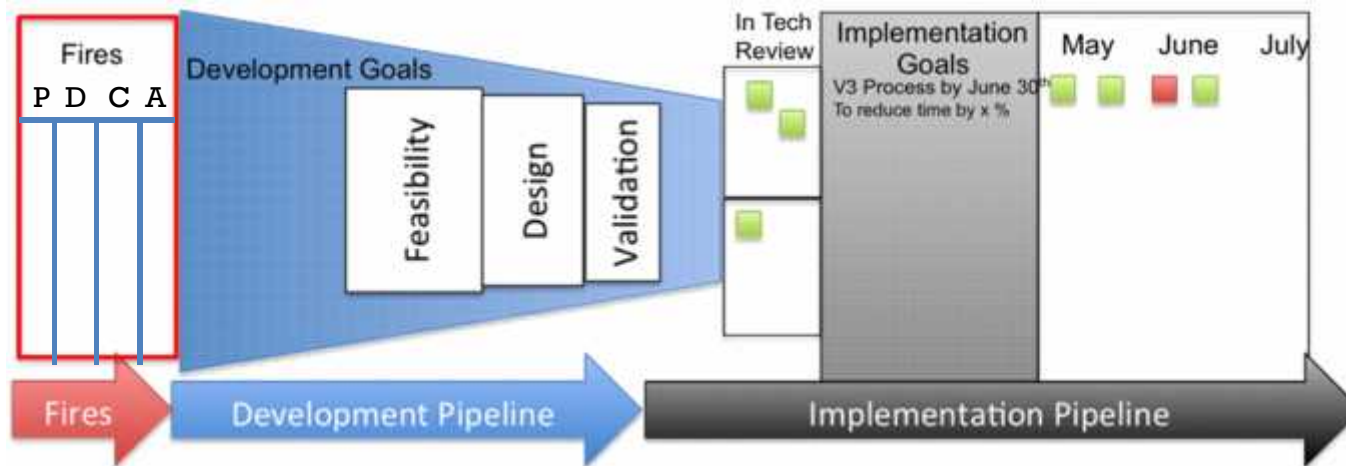 Fires
P D C A
Development Goals
Feasibility
Design
Validation
In Tech
Review
Implementation
Goals
V3 Process by June 30th
To reduce time by x %
May June July
Fires
Development Pipeline
Implementation Pipeline